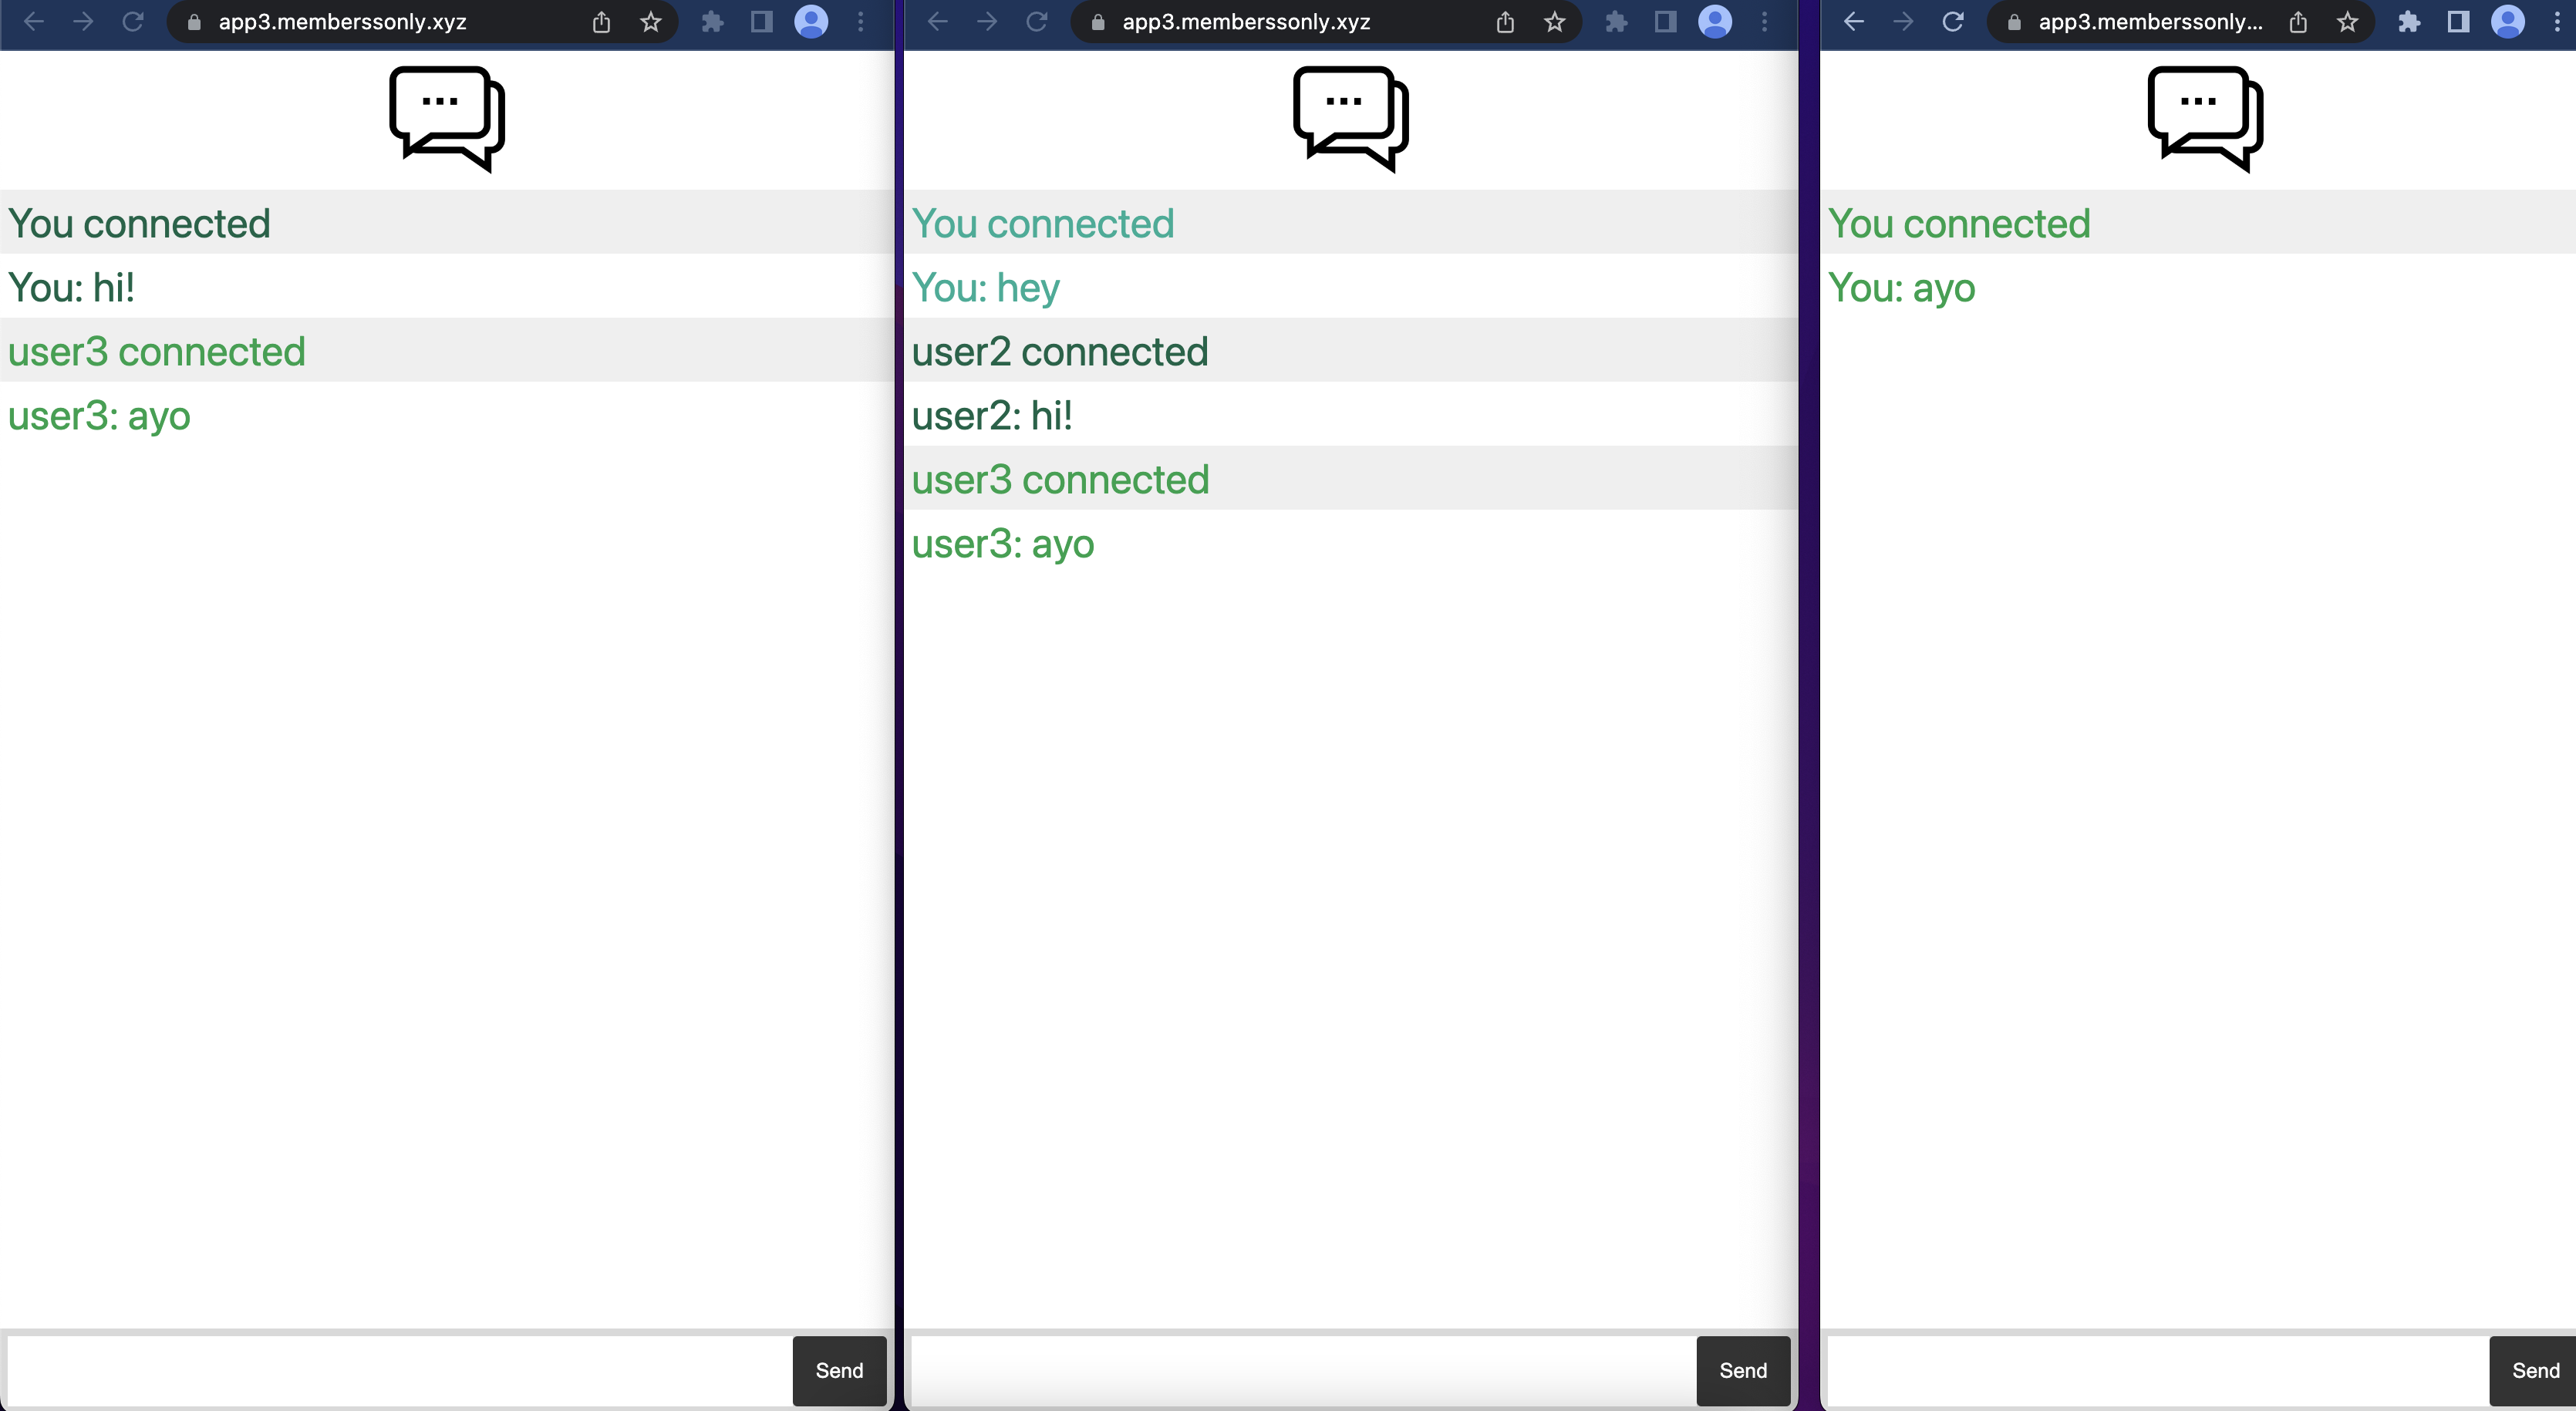 app3.memberssonly.xyz
You connected
You: hi!
user3 connected
user3: ayo
Send
app3.memberssonly.xyz
You connected
You: hey
user2 connected
user2: hi!
user3 connected
user3: ayo
Send
app3.memberssonly...
You connected
You: ayo
Send